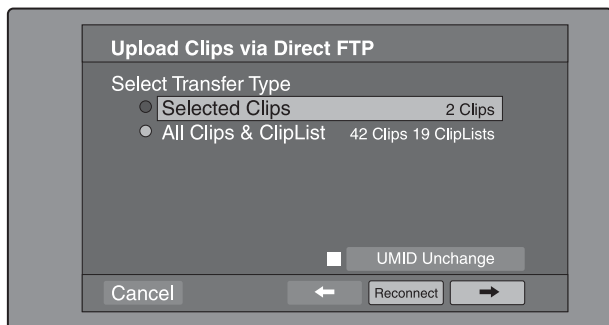 Upload Clips via Direct FTP
Select Transfer Type
Selected Clips 2 Clips
All Clips & ClipList 42 Clips 19 ClipLists
UMID Unchange
Cancel Reconnect